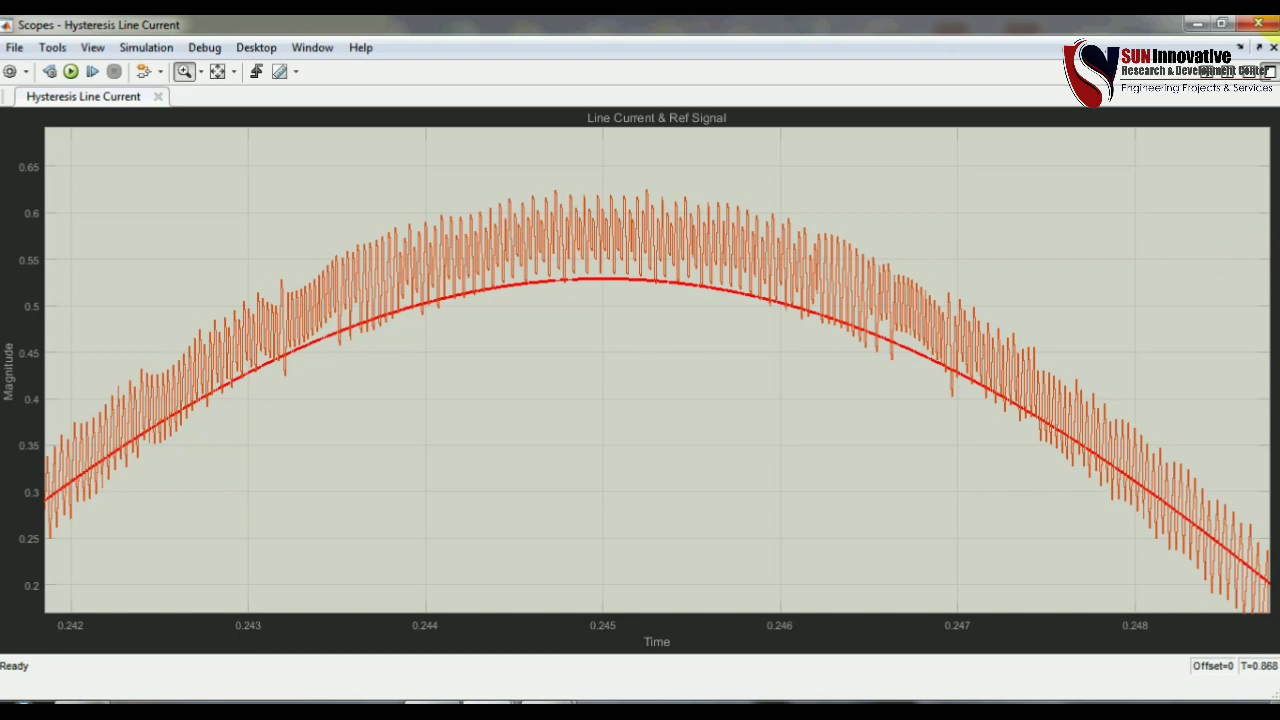 Scopes - Hysteresis Line Current
File Tools View Simulation Debug Desktop Window Help
SUN Innovative
Research & Development Center
Engineering Projects & Services
Hysteresis Line Current
Line Current & Ref Signal
0.65
0.6
0.55
0.5
0.45
0.4
0.35
0.3
0.25
0.2
Magnitude
0.242 0.243 0.244 0.245 0.246 0.247 0.248
Time
Ready
Offset=0 T=0.868